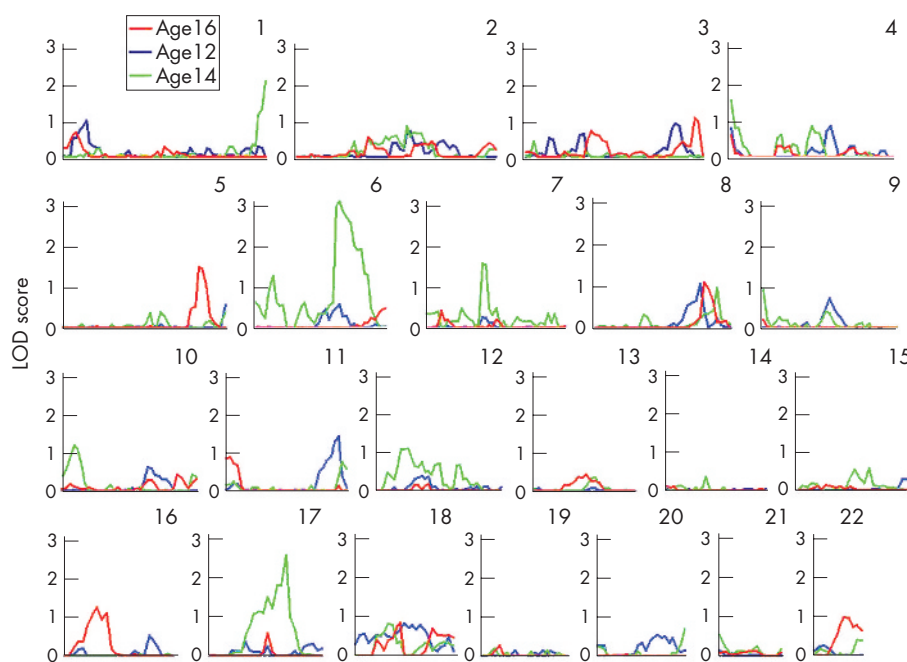 Age16
Age12
Age14
1 2 3 4
3 3 3 3
2 2 2 2
1 1 1 1
0 0 0 0
5 6 7 8 9
3 3 3 3 3
2 2 2 2 2
1 1 1 1 1
0 0 0 0 0
LOD score
10 11 12 13 14 15
3 3 3 3 3 3
2 2 2 2 2 2
1 1 1 1 1 1
0 0 0 0 0 0
16 17 18 19 20 21 22
3 3 3 3 3 3 3
2 2 2 2 2 2 2
1 1 1 1 1 1 1
0 0 0 0 0 0 0